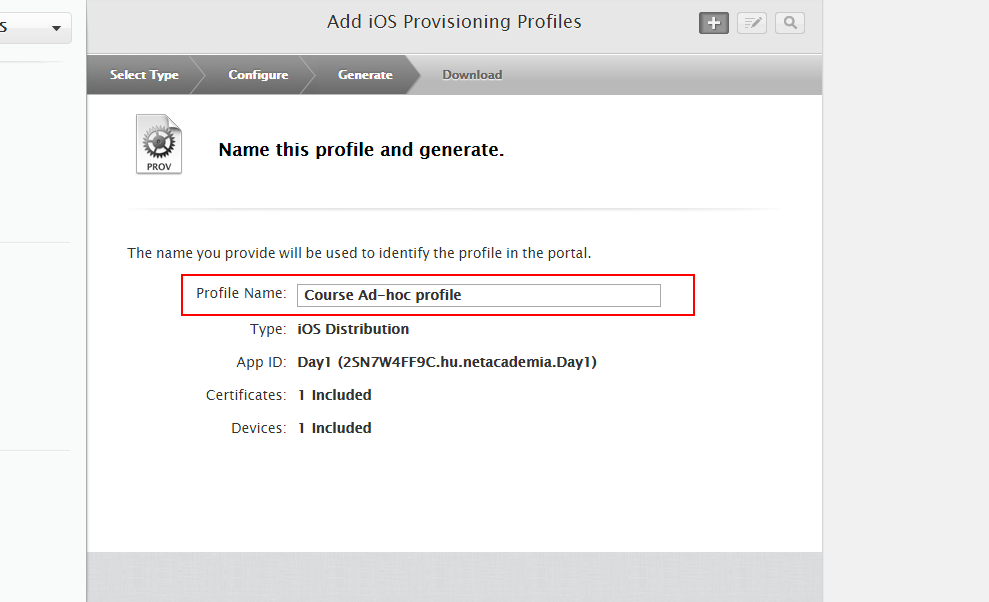 S
Add iOS Provisioning Profiles
Select Type
Configure
Generate
Download
PROV
Name this profile and generate.
The name you provide will be used to identify the profile in the portal.
Profile Name: Course Ad-hoc profile
Type: iOS Distribution
App ID: Day1 (2SN7W4FF9C.hu.netacademia.Day1)
Certificates: 1 Included
Devices: 1 Included